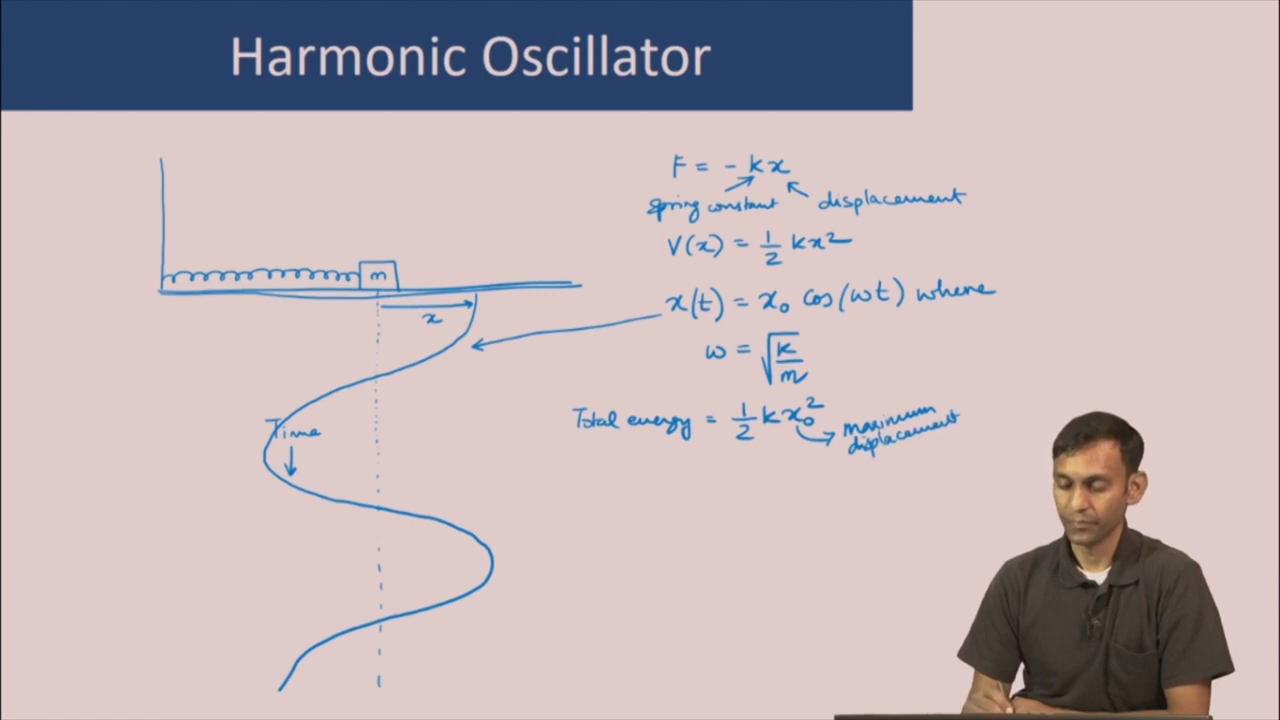 Harmonic Oscillator
F = - kx
spring constant
displacement
V(x) = 1/2 kx²
m
x
x(t) = x₀ cos(ωt) where
ω = √(k/m)
Total energy = 1/2 kx₀²
maximum
displacement
Time